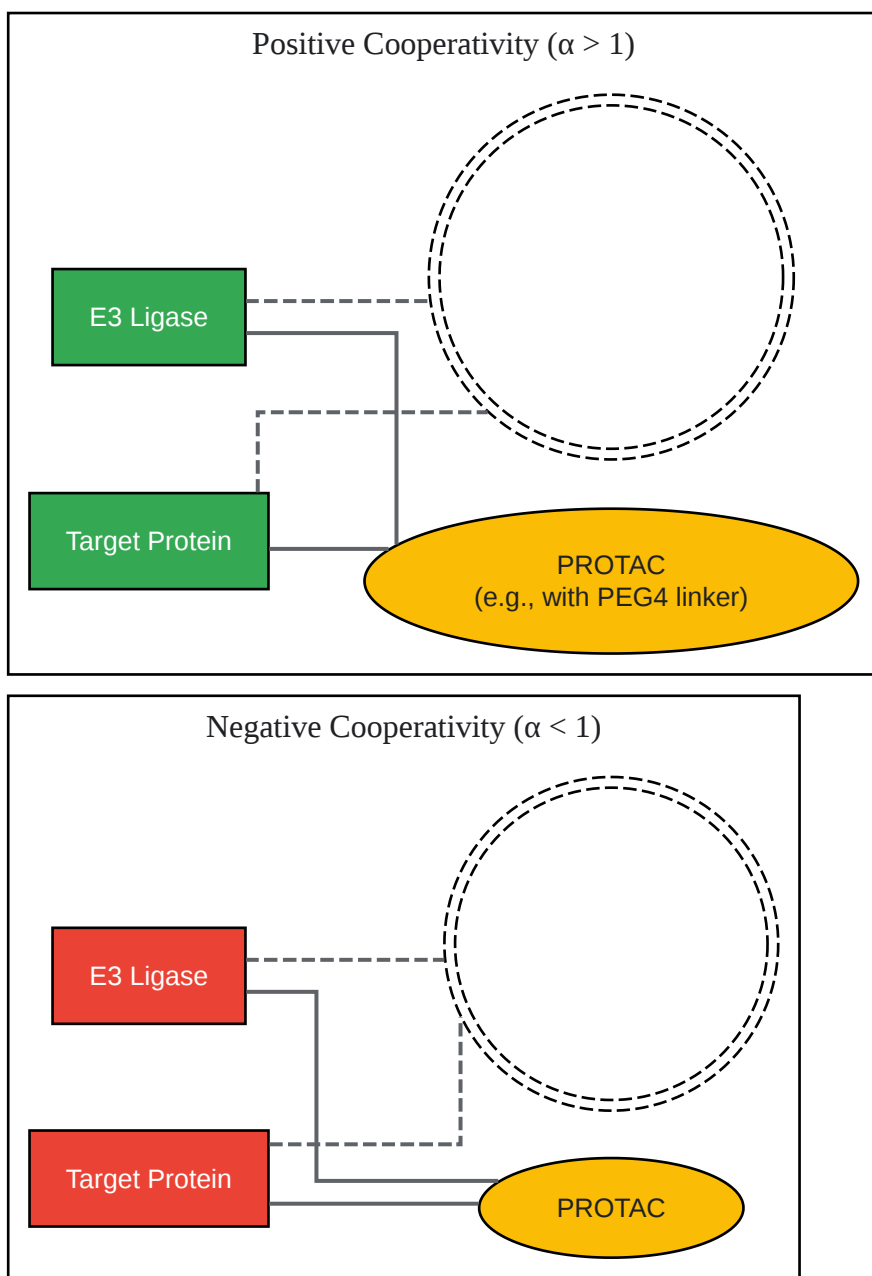 Positive Cooperativity (α > 1)
E3 Ligase
Target Protein
PROTAC
(e.g., with PEG4 linker)
Negative Cooperativity (α < 1)
E3 Ligase
Target Protein
PROTAC